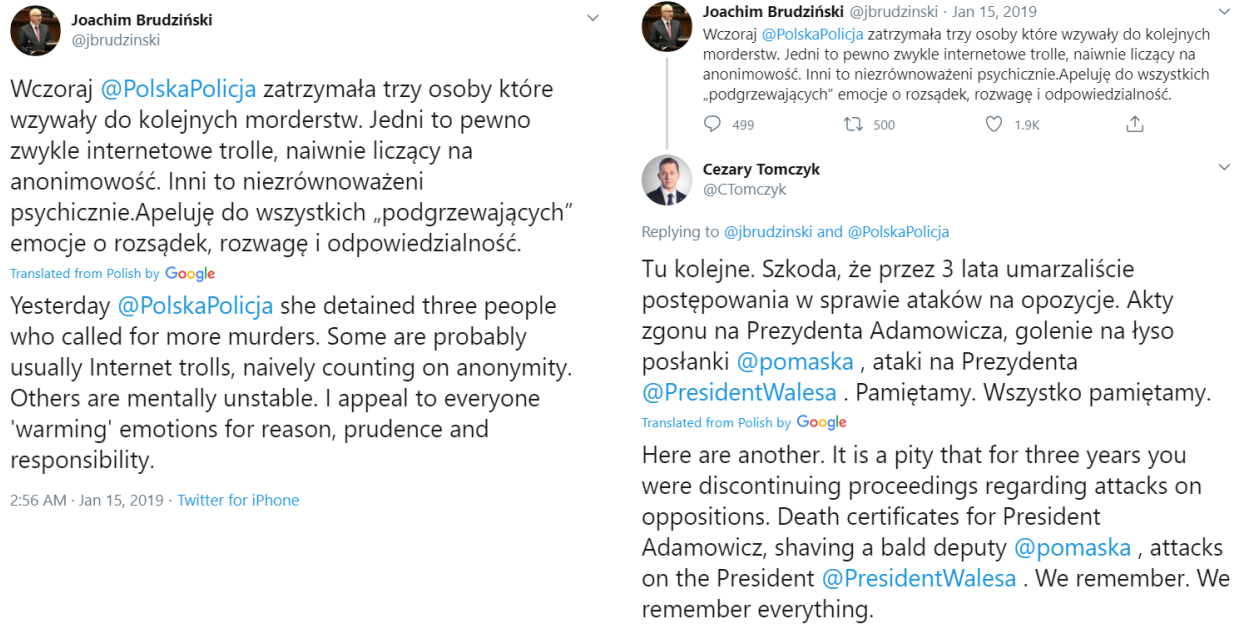 Joachim Brudziński
@jbrudzinski
Wczoraj @PolskaPolicja zatrzymała trzy osoby które
wzywały do kolejnych morderstw. Jedni to pewno
zwykle internetowe trolle, naiwnie liczący na
anonimowość. Inni to niezrównoważeni
psychicznie.Apeluję do wszystkich „podgrzewających”
emocje o rozsądek, rozwagę i odpowiedzialność.
Translated from Polish by Google
Yesterday @PolskaPolicja she detained three people
who called for more murders. Some are probably
usually Internet trolls, naively counting on anonymity.
Others are mentally unstable. I appeal to everyone
'warming' emotions for reason, prudence and
responsibility.
2:56 AM · Jan 15, 2019 · Twitter for iPhone
Joachim Brudziński @jbrudzinski · Jan 15, 2019
Wczoraj @PolskaPolicja zatrzymała trzy osoby które wzywały do kolejnych
morderstw. Jedni to pewno zwykle internetowe trolle, naiwnie liczący na
anonimowość. Inni to niezrównoważeni psychicznie.Apeluję do wszystkich
„podgrzewających” emocje o rozsądek, rozwagę i odpowiedzialność.
499 500 1.9K
Cezary Tomczyk
@CTomczyk
Replying to @jbrudzinski and @PolskaPolicja
Tu kolejne. Szkoda, że przez 3 lata umarzaliście
postępowania w sprawie ataków na opozycje. Akty
zgonu na Prezydenta Adamowicza, golenie na łyso
posłanki @pomaska , ataki na Prezydenta
@PresidentWalesa . Pamiętamy. Wszystko pamiętamy.
Translated from Polish by Google
Here are another. It is a pity that for three years you
were discontinuing proceedings regarding attacks on
oppositions. Death certificates for President
Adamowicz, shaving a bald deputy @pomaska , attacks
on the President @PresidentWalesa . We remember. We
remember everything.